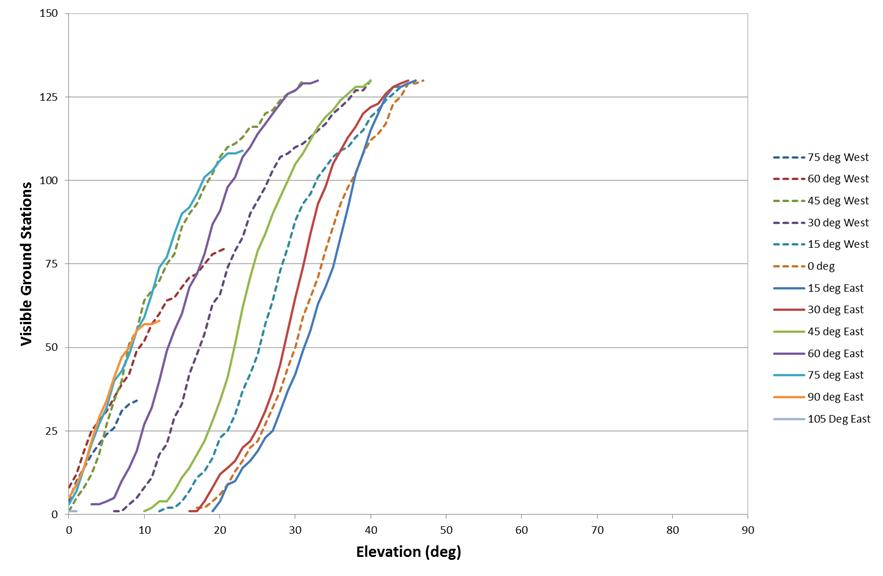 150
125
100
75
50
25
0
Visible Ground Stations
0 10 20 30 40 50 60 70 80 90
Elevation (deg)
75 deg West
60 deg West
45 deg West
30 deg West
15 deg West
0 deg
15 deg East
30 deg East
45 deg East
60 deg East
75 deg East
90 deg East
105 Deg East